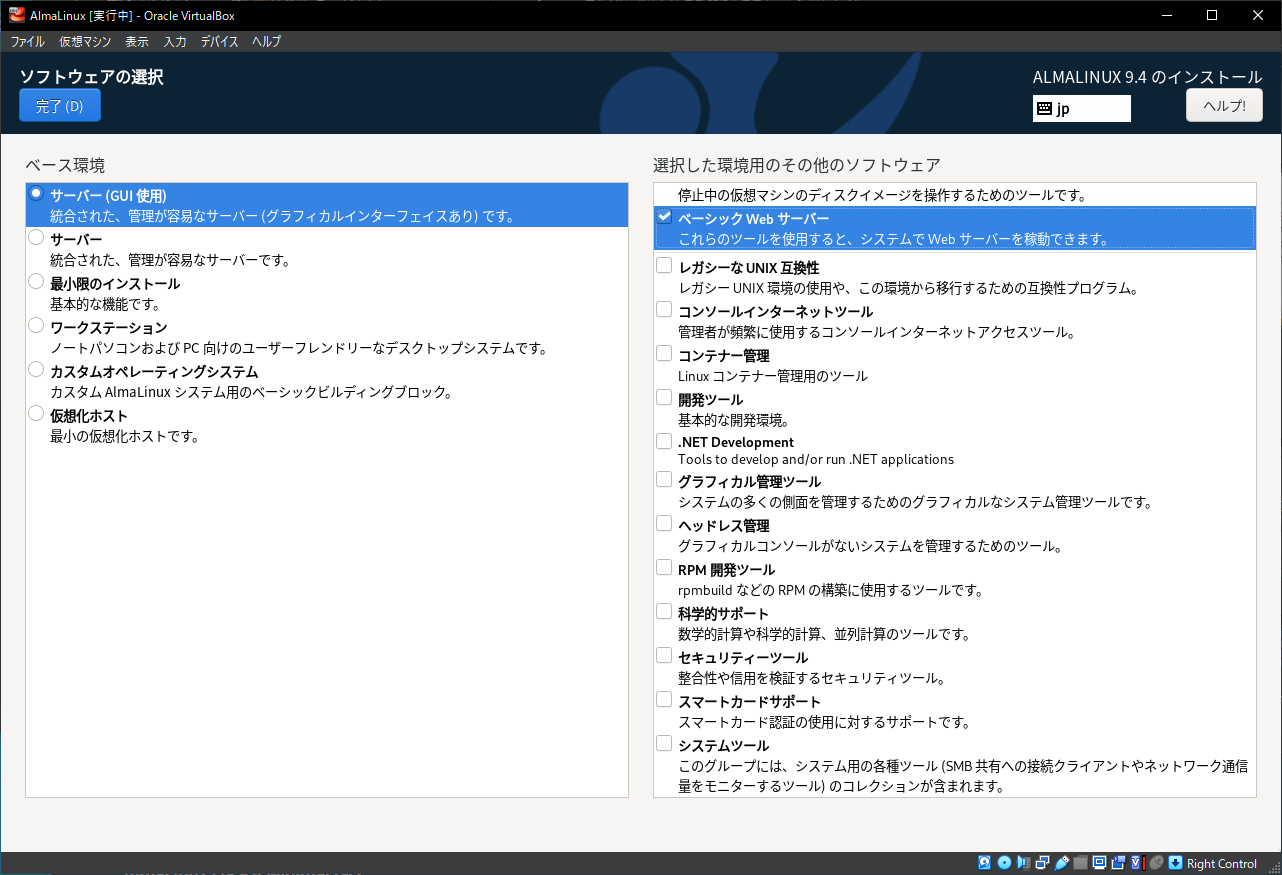 AlmaLinux [実行中] - Oracle VirtualBox
ファイル 仮想マシン 表示 入力 デバイス ヘルプ
ソフトウェアの選択
完了 (D)
ALMALINUX 9.4 のインストール
jp
ヘルプ!
ベース環境
サーバー (GUI 使用)
統合された、管理が容易なサーバー (グラフィカルインターフェイスあり) です。
サーバー
統合された、管理が容易なサーバーです。
最小限のインストール
基本的な機能です。
ワークステーション
ノートパソコンおよび PC 向けのユーザーフレンドリーなデスクトップシステムです。
カスタムオペレーティングシステム
カスタム AlmaLinux システム用のベーシックビルディングブロック。
仮想化ホスト
最小の仮想化ホストです。
選択した環境用のその他のソフトウェア
停止中の仮想マシンのディスクイメージを操作するためのツールです。
ベーシック Web サーバー
これらのツールを使用すると、システムで Web サーバーを稼動できます。
レガシーな UNIX 互換性
レガシー UNIX 環境の使用や、この環境から移行するための互換性プログラム。
コンソールインターネットツール
管理者が頻繁に使用するコンソールインターネットアクセスツール。
コンテナー管理
Linux コンテナー管理用のツール
開発ツール
基本的な開発環境。
.NET Development
Tools to develop and/or run .NET applications
グラフィカル管理ツール
システムの多くの側面を管理するためのグラフィカルなシステム管理ツールです。
ヘッドレス管理
グラフィカルコンソールがないシステムを管理するためのツール。
RPM 開発ツール
rpmbuild などの RPM の構築に使用するツールです。
科学的サポート
数学的計算や科学的計算、並列計算のツールです。
セキュリティーツール
整合性や信用を検証するセキュリティツール。
スマートカードサポート
スマートカード認証の使用に対するサポートです。
システムツール
このグループには、システム用の各種ツール (SMB 共有への接続クライアントやネットワーク通信
量をモニターするツール) のコレクションが含まれます。
Right Control